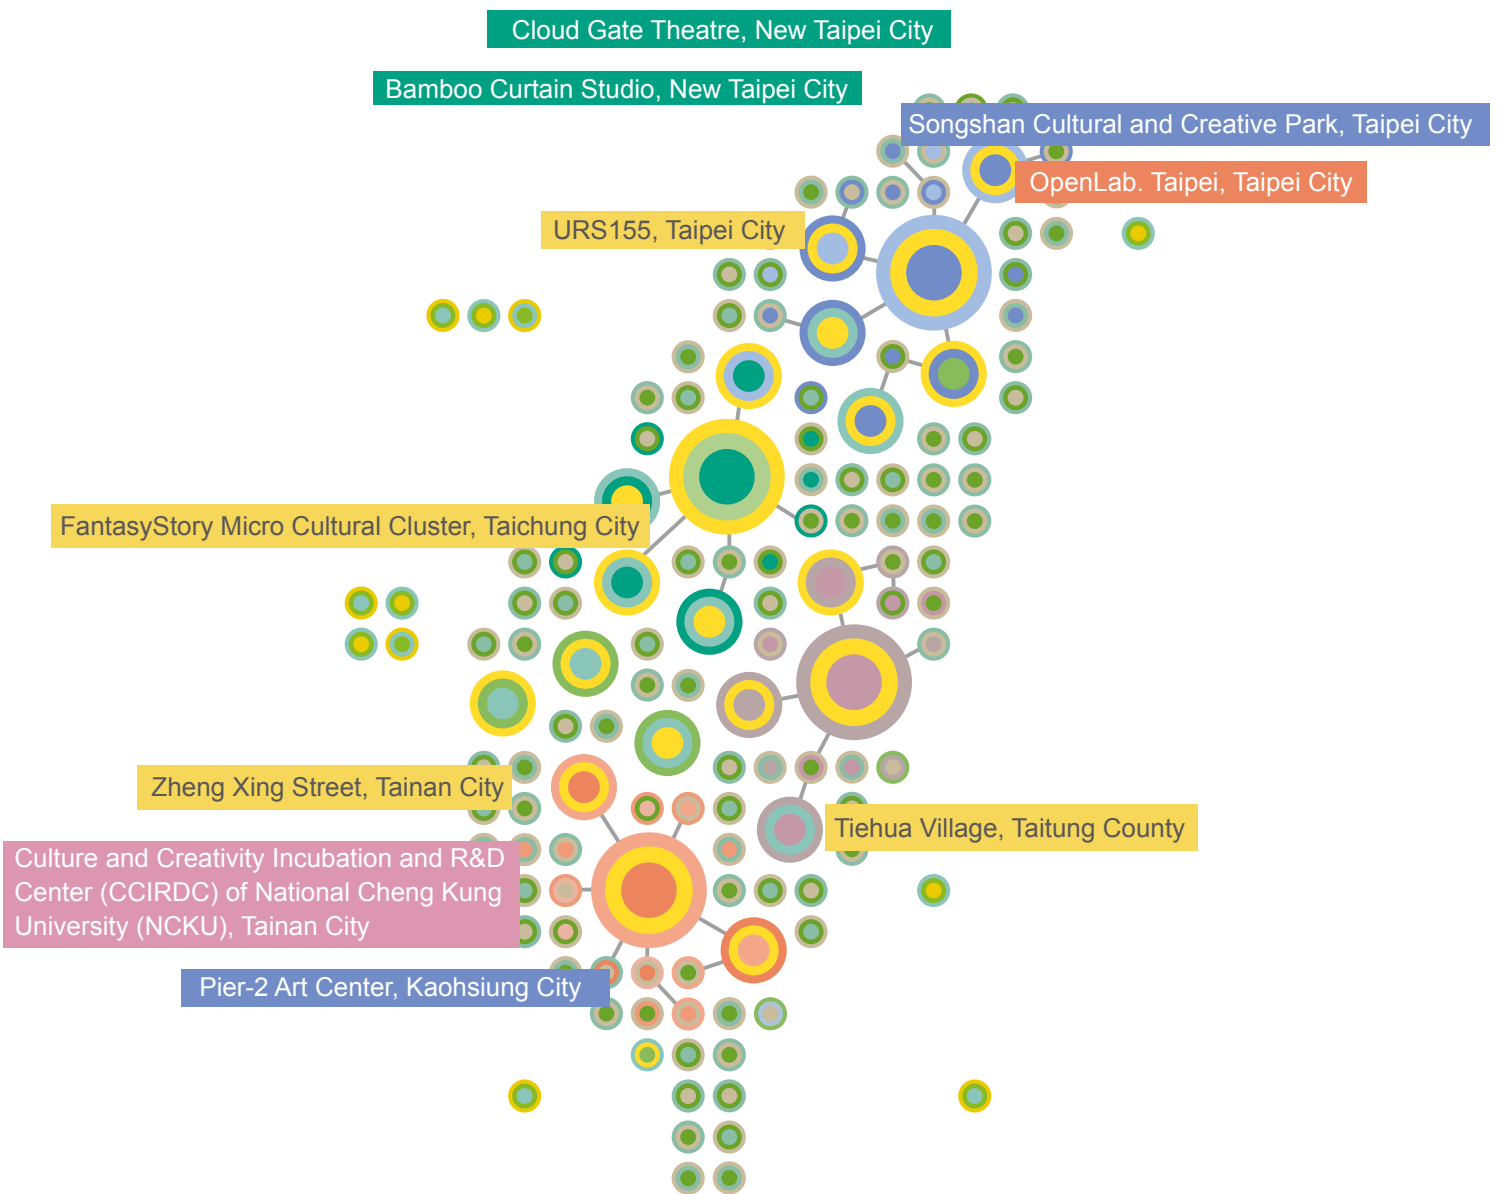 Cloud Gate Theatre, New Taipei City
Bamboo Curtain Studio, New Taipei City
Songshan Cultural and Creative Park, Taipei City
OpenLab. Taipei, Taipei City
URS155, Taipei City
FantasyStory Micro Cultural Cluster, Taichung City
Zheng Xing Street, Tainan City
Tiehua Village, Taitung County
Culture and Creativity Incubation and R&D
Center (CCIRDC) of National Cheng Kung
University (NCKU), Tainan City
Pier-2 Art Center, Kaohsiung City